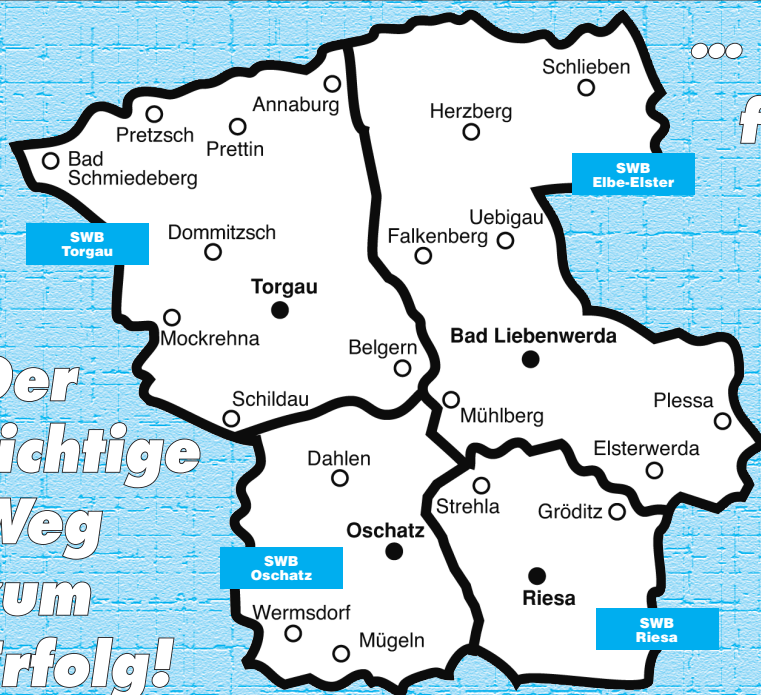 ...
Schlieben
Annaburg
Herzberg
Pretzsch
Prettin
Bad
Schmiedeberg
SWB
Elbe-Elster
Uebigau
SWB
Torgau
Dommitzsch
Falkenberg
Torgau
Mockrehna
Bad Liebenwerda
Belgern
Schildau
Mühlberg
Plessa
Elsterwerda
Dahlen
Strehla
Gröditz
Oschatz
SWB
Oschatz
Riesa
Wermsdorf
Mügeln
SWB
Riesa
Der
ichtige
Weg
um
rfolg!